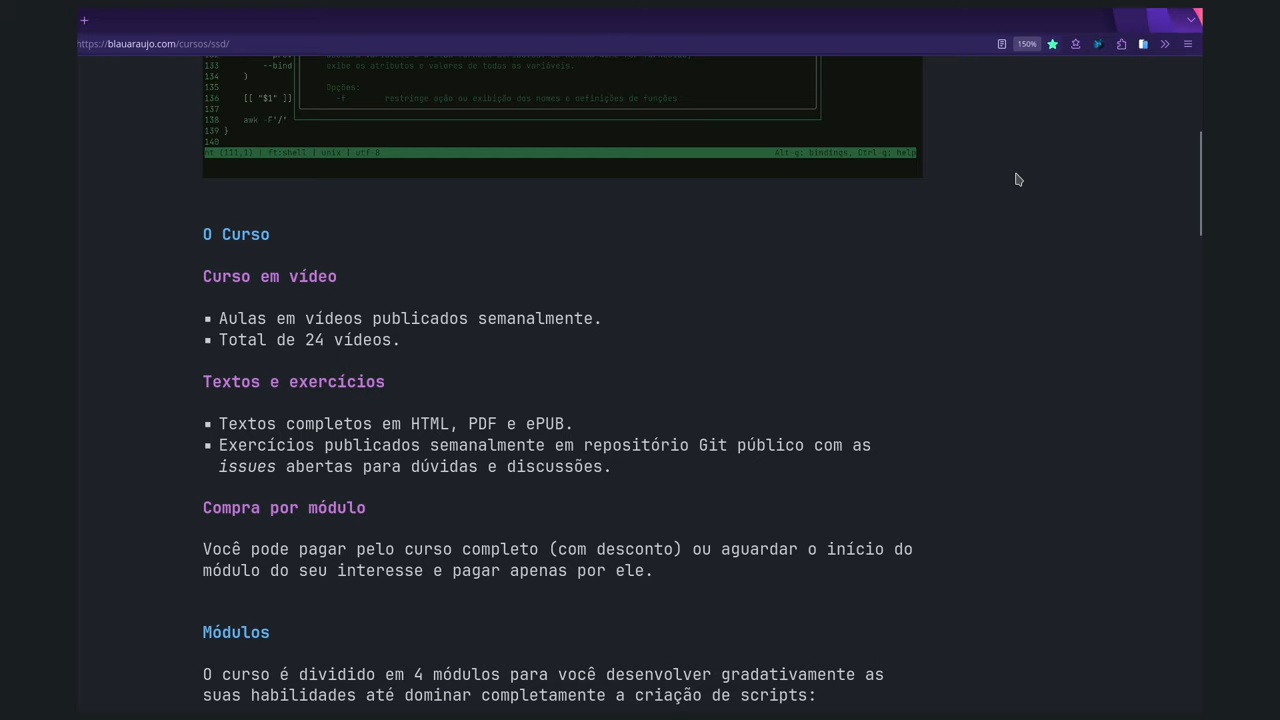 +
https://blauaraujo.com/cursos/ssd/
150%
133 --bind
exibe os atributos e valores de todas as variáveis.
134 )
135
Opções:
136 [[ "$1" ]]
-f restringe ação ou exibição dos nomes e definições de funções
137
138 awk -F'/'
139 }
140
ft:shell | unix | utf-8
Alt-g: bindings, Ctrl-g: help
O Curso
Curso em vídeo
▪ Aulas em vídeos publicados semanalmente.
▪ Total de 24 vídeos.
Textos e exercícios
▪ Textos completos em HTML, PDF e ePUB.
▪ Exercícios publicados semanalmente em repositório Git público com as
issues abertas para dúvidas e discussões.
Compra por módulo
Você pode pagar pelo curso completo (com desconto) ou aguardar o início do
módulo do seu interesse e pagar apenas por ele.
Módulos
O curso é dividido em 4 módulos para você desenvolver gradativamente as
suas habilidades até dominar completamente a criação de scripts: